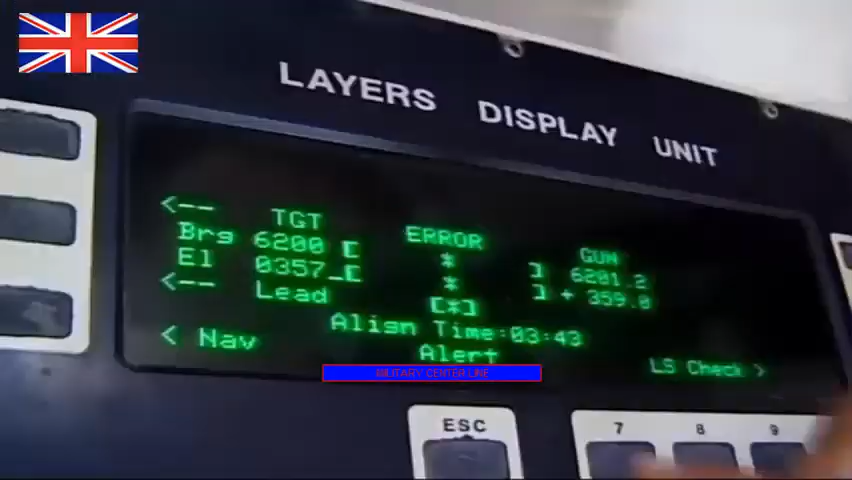 LAYERS DISPLAY UNIT
<-- TGT ERROR GUN
Brg 6200 [ * ] 6201.2
El 0357_[ * ] + 359.0
<-- Lead [*]
Align Time:03:43
< Nav Alert LS Check >
MILITARY CENTER LINE
ESC 7 8 9